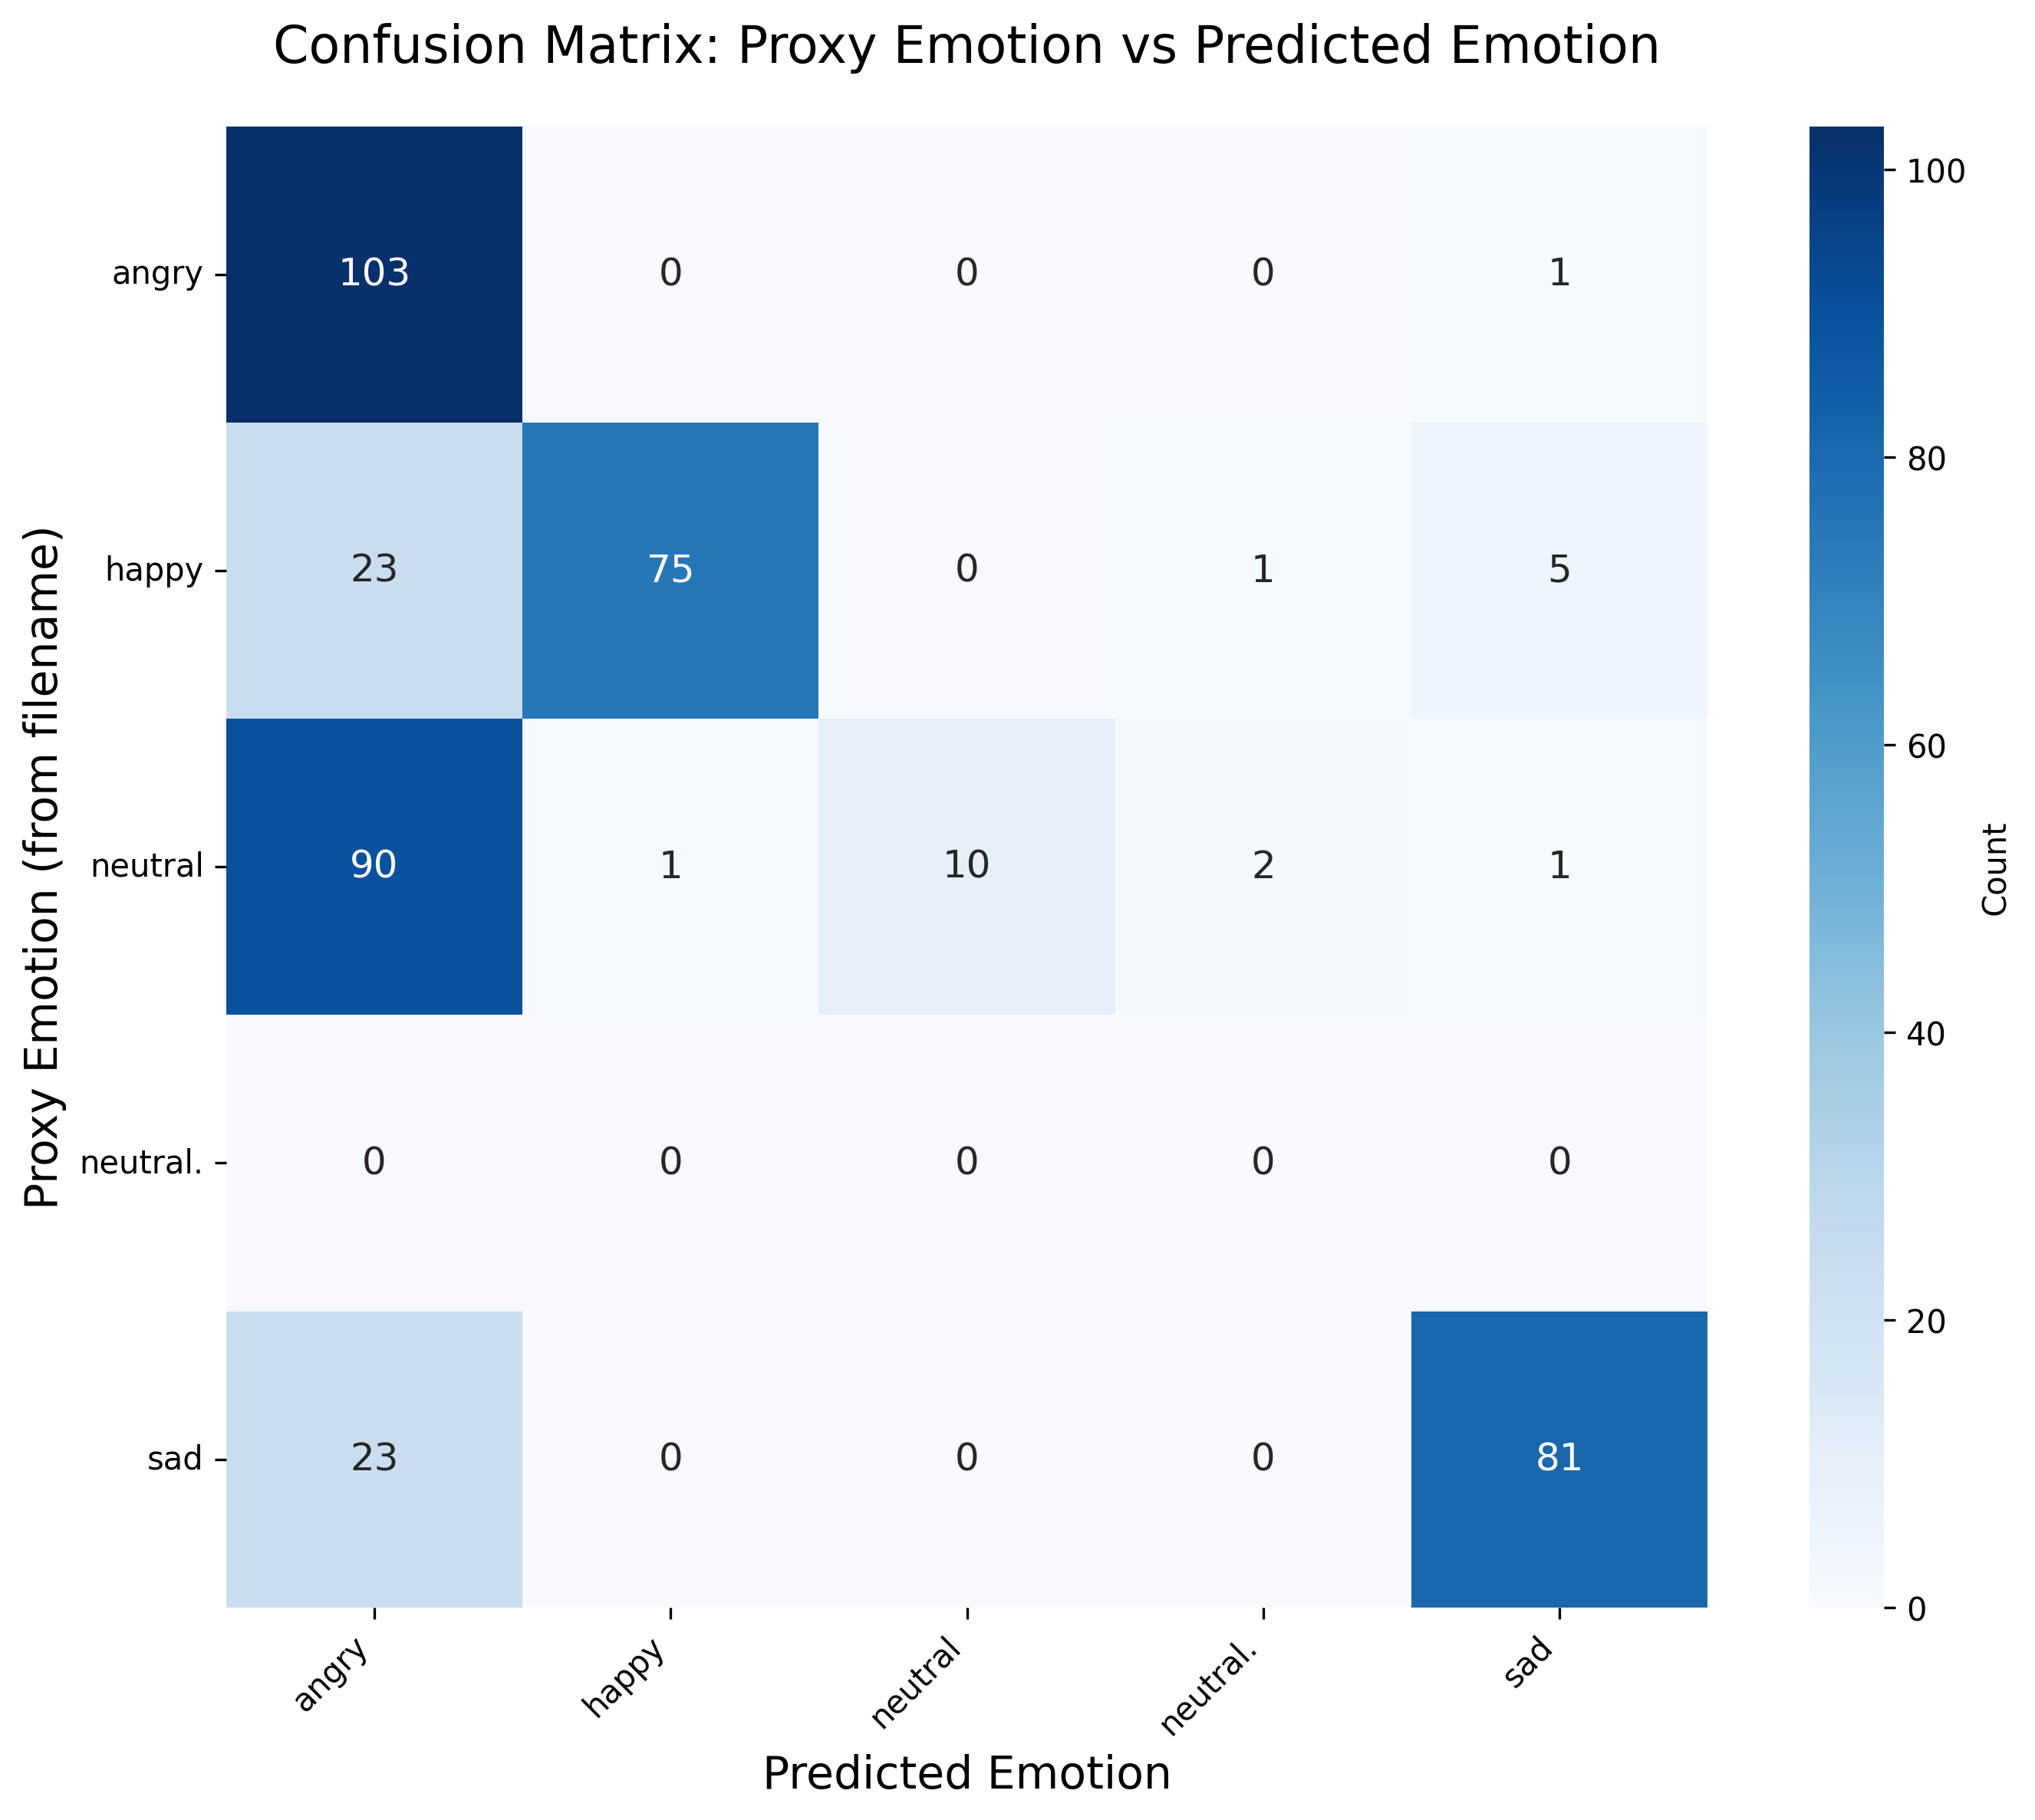 Confusion Matrix: Proxy Emotion vs Predicted Emotion
Proxy Emotion (from filename)
angry 103 0 0 0 1
happy 23 75 0 1 5
neutral 90 1 10 2 1
neutral. 0 0 0 0 0
sad 23 0 0 0 81
angry happy neutral neutral. sad
Predicted Emotion
100
80
60
40
20
0
Count